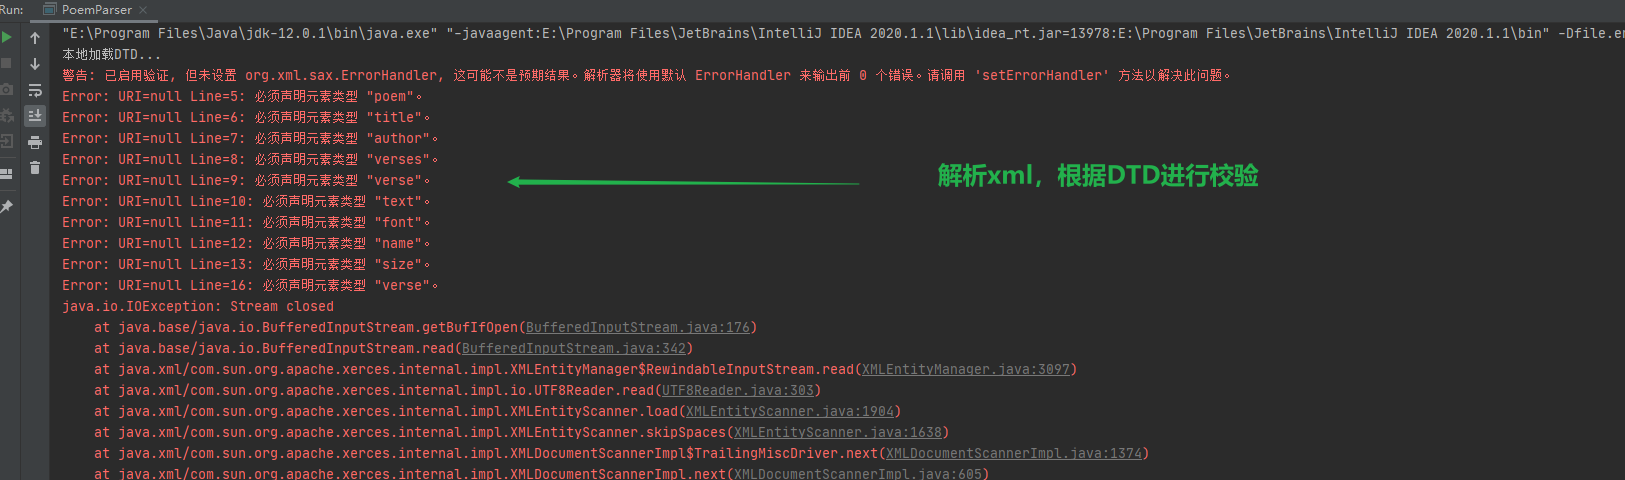 Run: PoemParser
"E:\Program Files\Java\jdk-12.0.1\bin\java.exe" "-javaagent:E:\Program Files\JetBrains\IntelliJ IDEA 2020.1.1\lib\idea_rt.jar=13978:E:\Program Files\JetBrains\IntelliJ IDEA 2020.1.1\bin" -Dfile.en
本地加载DTD...
警告: 已启用验证, 但未设置 org.xml.sax.ErrorHandler, 这可能不是预期结果。解析器将使用默认 ErrorHandler 来输出前 0 个错误。请调用 'setErrorHandler' 方法以解决此问题。
Error: URI=null Line=5: 必须声明元素类型 "poem"。
Error: URI=null Line=6: 必须声明元素类型 "title"。
Error: URI=null Line=7: 必须声明元素类型 "author"。
Error: URI=null Line=8: 必须声明元素类型 "verses"。
Error: URI=null Line=9: 必须声明元素类型 "verse"。
解析xml，根据DTD进行校验
Error: URI=null Line=10: 必须声明元素类型 "text"。
Error: URI=null Line=11: 必须声明元素类型 "font"。
Error: URI=null Line=12: 必须声明元素类型 "name"。
Error: URI=null Line=13: 必须声明元素类型 "size"。
Error: URI=null Line=16: 必须声明元素类型 "verse"。
java.io.IOException: Stream closed
at java.base/java.io.BufferedInputStream.getBufIfOpen(BufferedInputStream.java:176)
at java.base/java.io.BufferedInputStream.read(BufferedInputStream.java:342)
at java.xml/com.sun.org.apache.xerces.internal.impl.XMLEntityManager$RewindableInputStream.read(XMLEntityManager.java:3097)
at java.xml/com.sun.org.apache.xerces.internal.impl.io.UTF8Reader.read(UTF8Reader.java:303)
at java.xml/com.sun.org.apache.xerces.internal.impl.XMLEntityScanner.load(XMLEntityScanner.java:1904)
at java.xml/com.sun.org.apache.xerces.internal.impl.XMLEntityScanner.skipSpaces(XMLEntityScanner.java:1638)
at java.xml/com.sun.org.apache.xerces.internal.impl.XMLDocumentScannerImpl$TrailingMiscDriver.next(XMLDocumentScannerImpl.java:1374)
at java.xml/com.sun.org.apache.xerces.internal.impl.XMLDocumentScannerImpl.next(XMLDocumentScannerImpl.java:605)